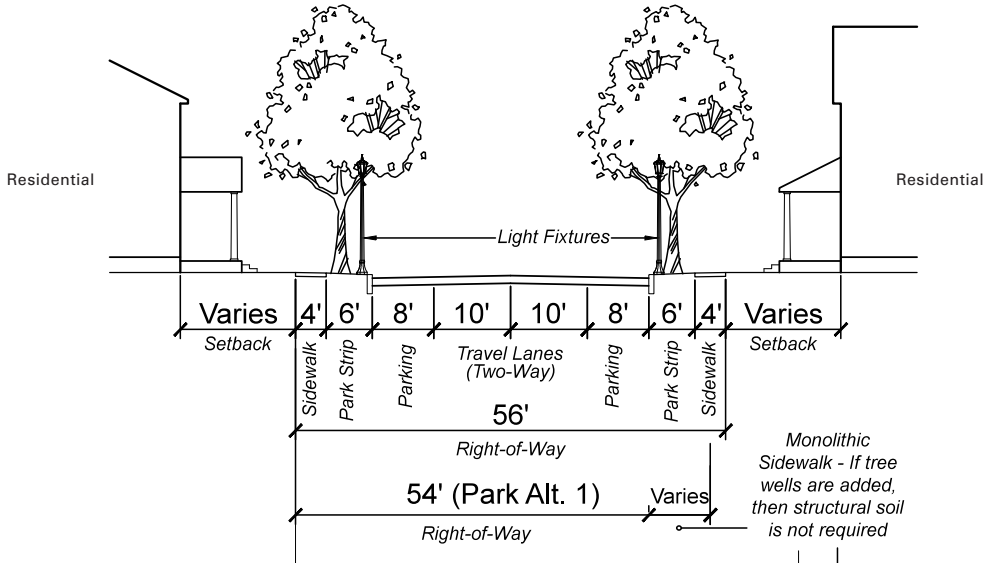 Residential
Residential
Light Fixtures
Varies 4' 6' 8' 10' 10' 8' 6' 4' Varies
Setback
Sidewalk
Park Strip
Parking
Travel Lanes
(Two-Way)
Parking
Park Strip
Sidewalk
Setback
56'
Right-of-Way
54' (Park Alt. 1)
Varies
Right-of-Way
Monolithic
Sidewalk - If tree
wells are added,
then structural soil
is not required